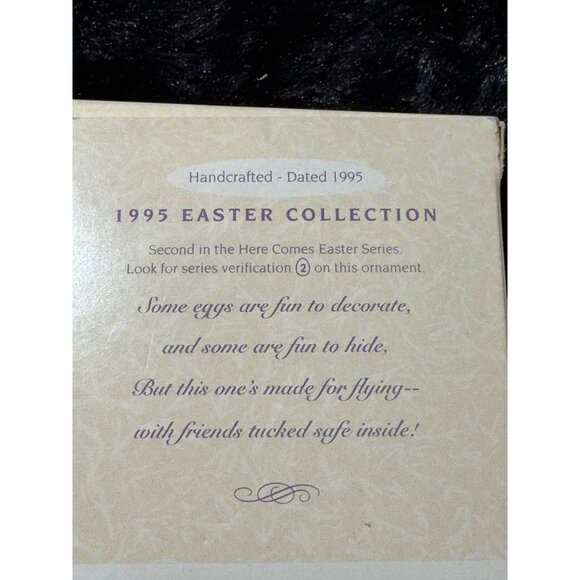 Handcrafted - Dated 1995
1995 EASTER COLLECTION
Second in the Here Comes Easter Series.
Look for series verification ② on this ornament.
Some eggs are fun to decorate,
and some are fun to hide,
But this one's made for flying--
with friends tucked safe inside!